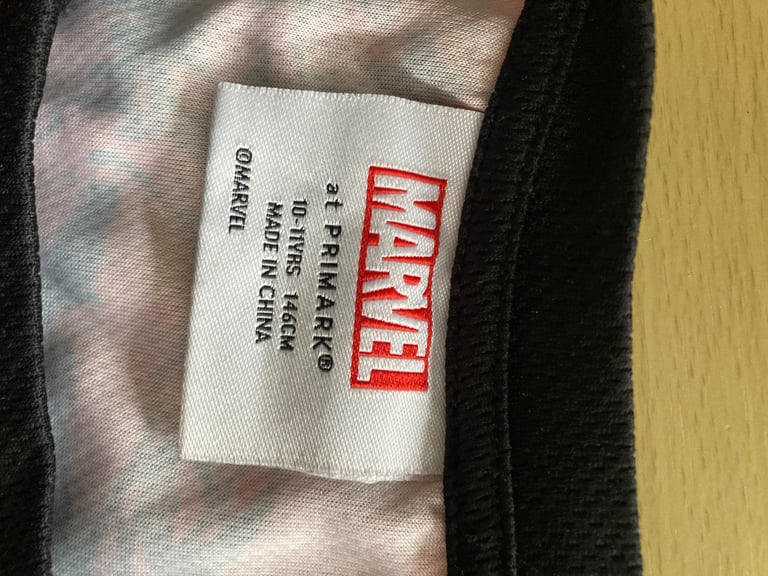 MARVEL
at PRIMARK®
10-11YRS 146CM
MADE IN CHINA
©MARVEL